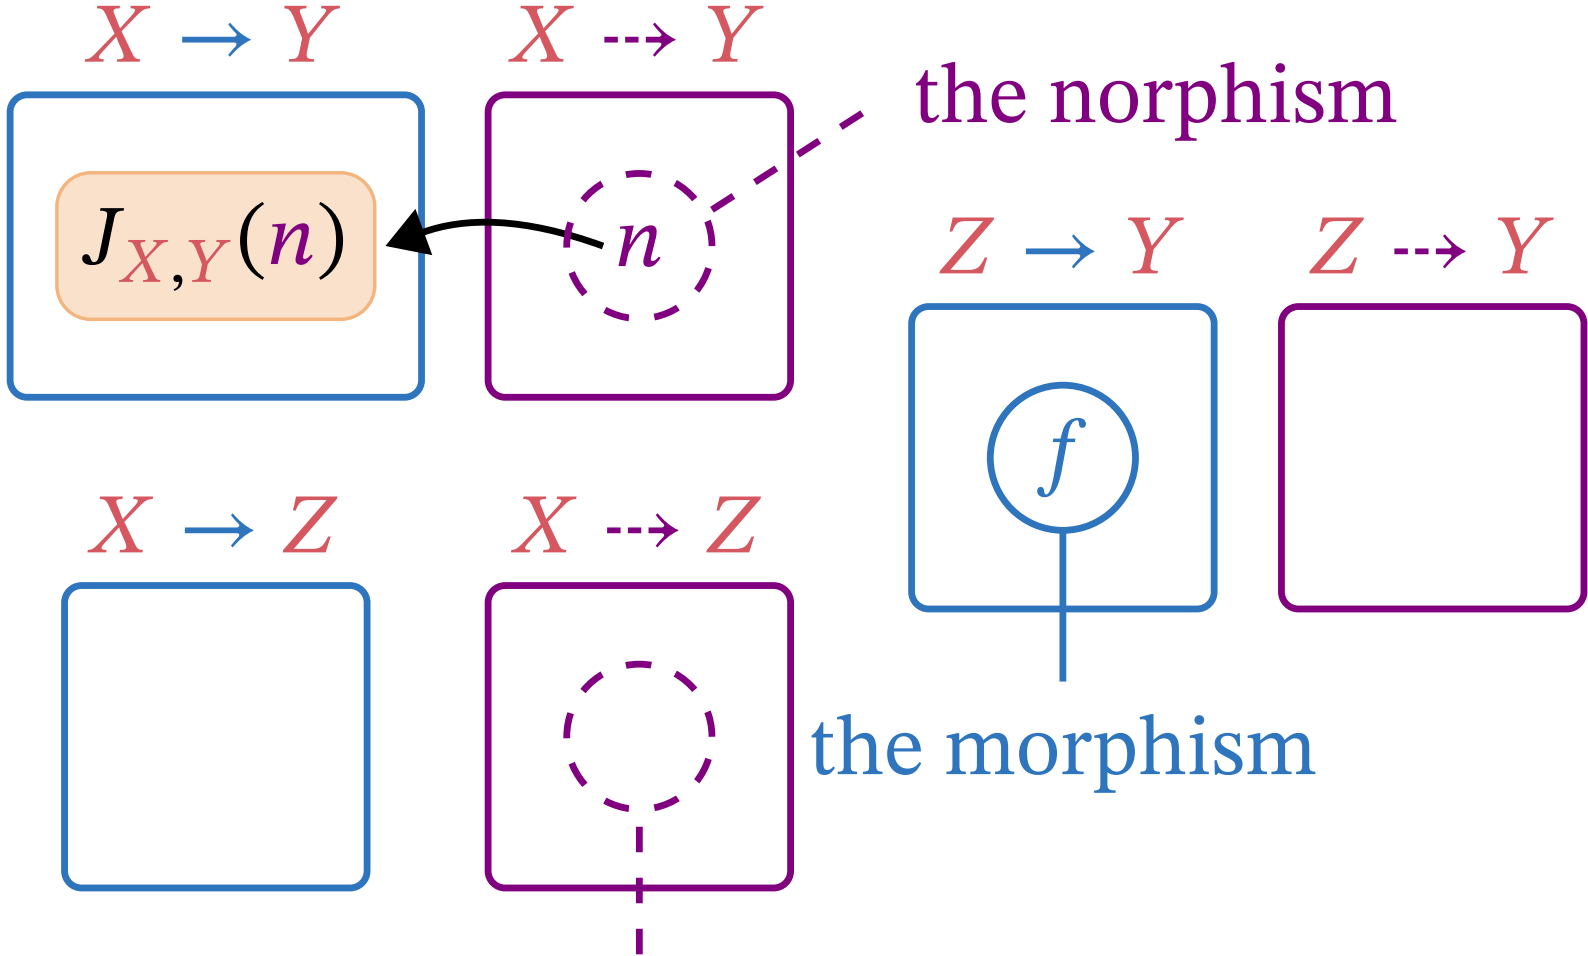 X → Y
X ⇢ Y
the norphism
J_{X,Y}(n)
n
Z → Y
Z ⇢ Y
f
X → Z
X ⇢ Z
the morphism